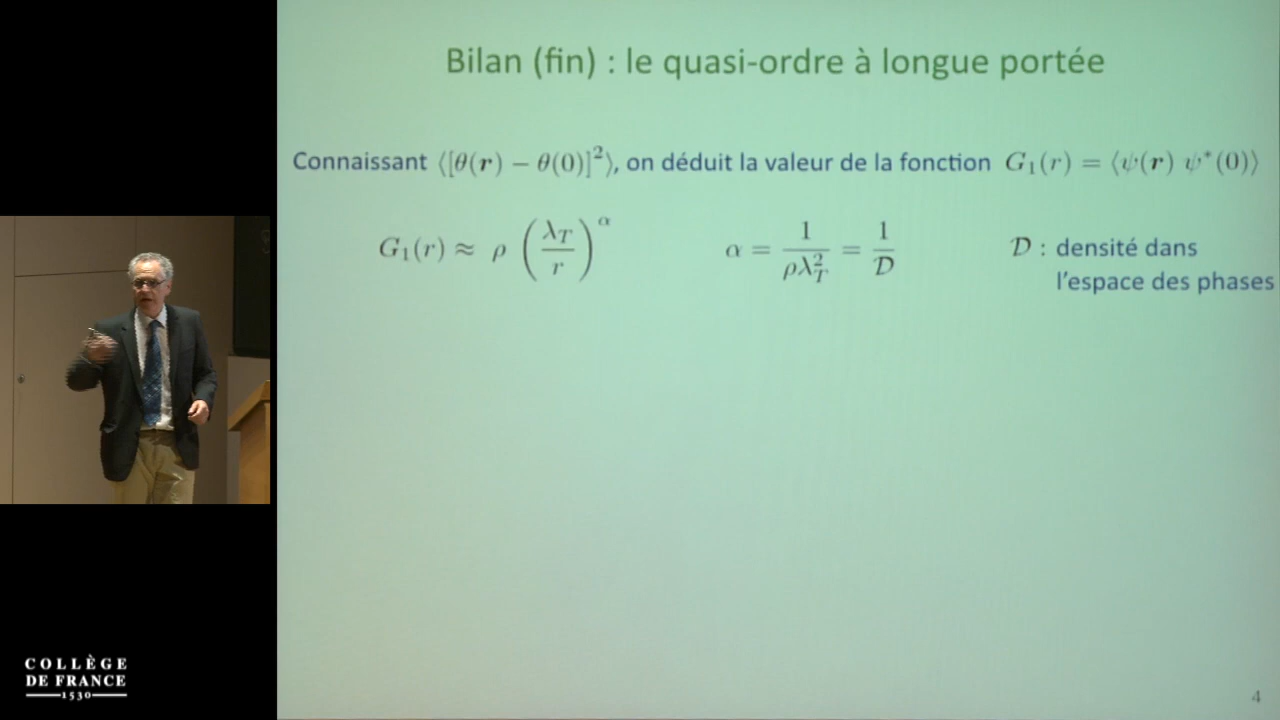 Bilan (fin) : le quasi-ordre à longue portée
Connaissant ⟨[θ(r) − θ(0)]²⟩, on déduit la valeur de la fonction G₁(r) = ⟨ψ(r) ψ*(0)⟩
G₁(r) ≈ ρ (λ_T / r)^α
α = 1 / ρλ_T² = 1 / 𝒟
𝒟 : densité dans
l'espace des phases
COLLÈGE
DE FRANCE
1530
4